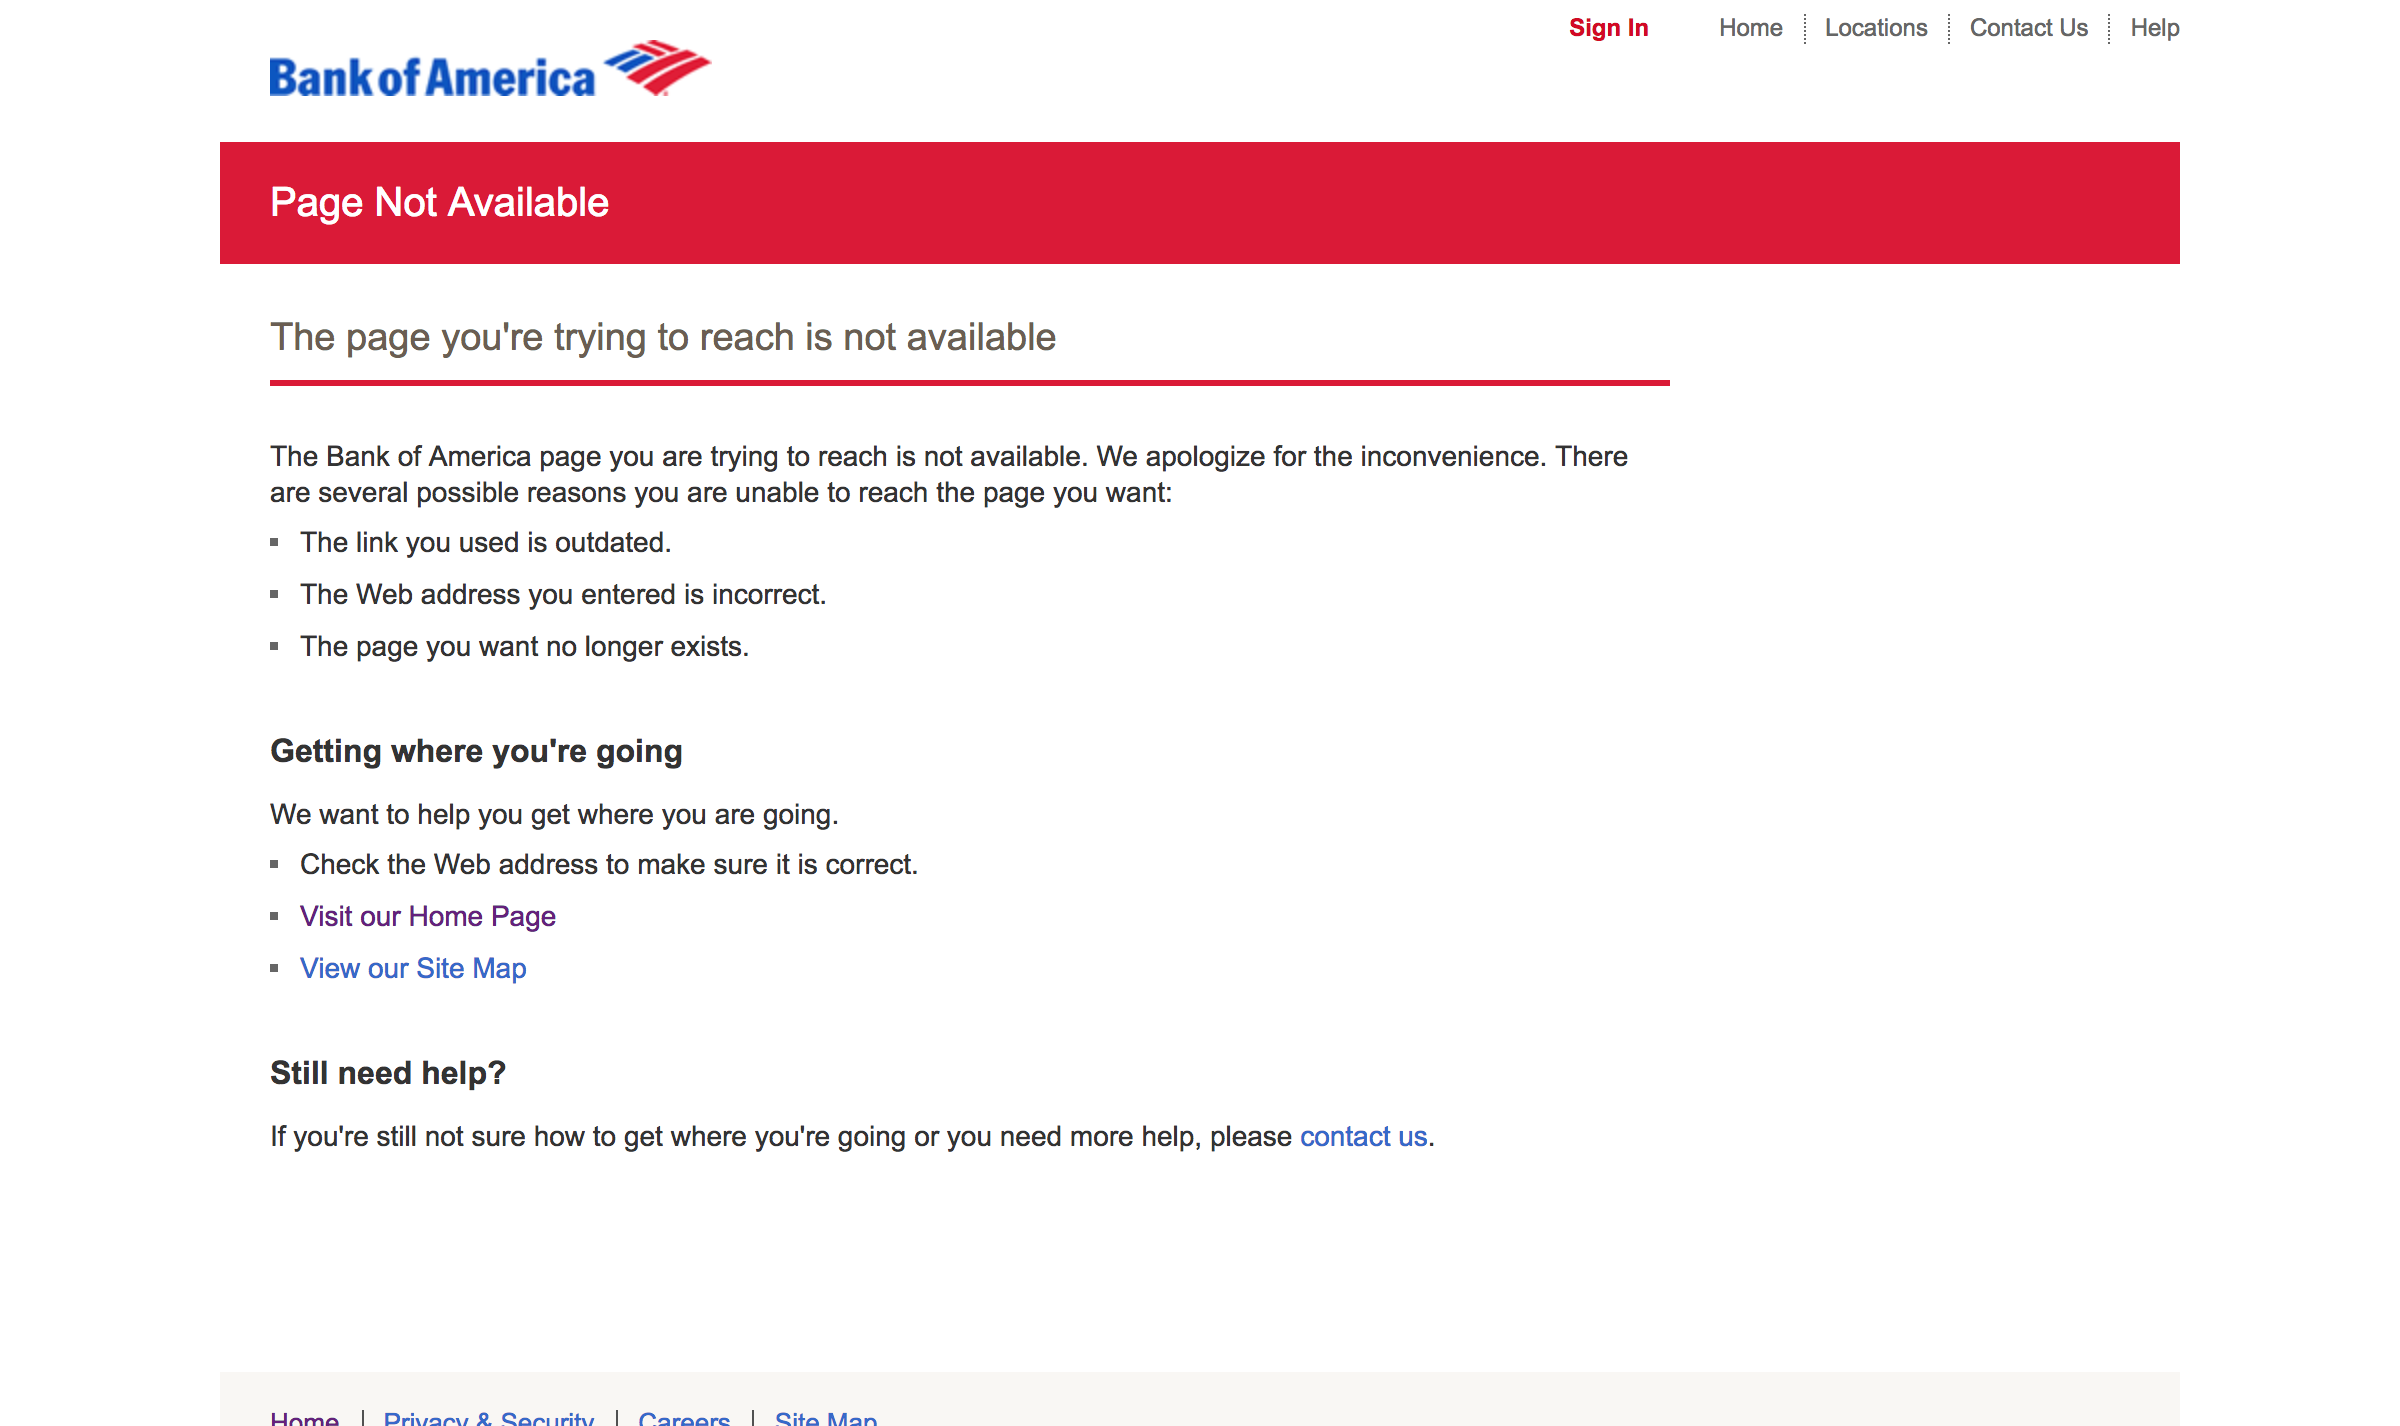 Sign In Home Locations Contact Us Help
Bank of America
Page Not Available
The page you're trying to reach is not available
The Bank of America page you are trying to reach is not available. We apologize for the inconvenience. There
are several possible reasons you are unable to reach the page you want:
The link you used is outdated.
The Web address you entered is incorrect.
The page you want no longer exists.
Getting where you're going
We want to help you get where you are going.
Check the Web address to make sure it is correct.
Visit our Home Page
View our Site Map
Still need help?
If you're still not sure how to get where you're going or you need more help, please contact us.
Home Privacy & Security Careers Site Map